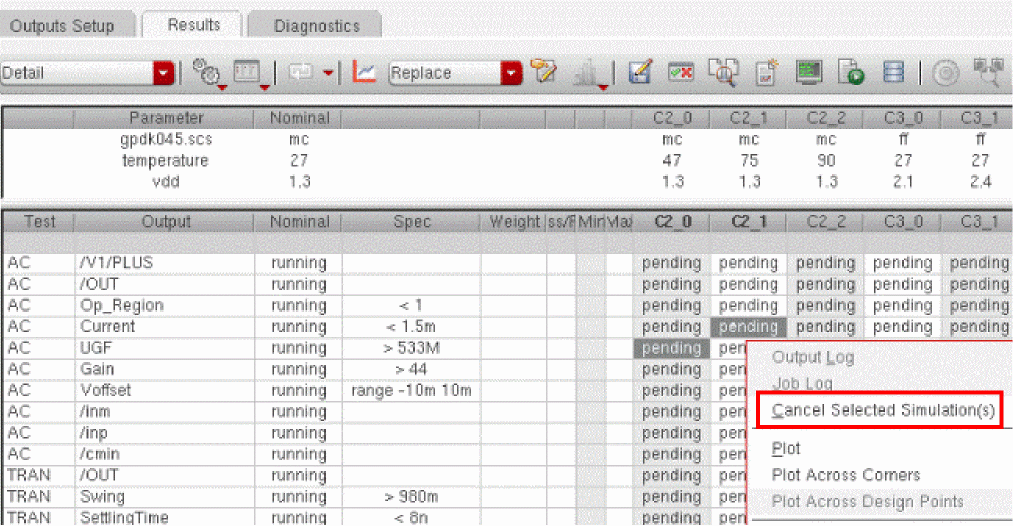 Outputs Setup Results Diagnostics
Detail Replace
Parameter Nominal C2_0 C2_1 C2_2 C3_0 C3_1
gpdk045.scs mc mc mc mc ff ff
temperature 27 47 75 90 27 27
vdd 1.3 1.3 1.3 1.3 2.1 2.4
Test Output Nominal Spec Weight ss/F Min Max C2_0 C2_1 C2_2 C3_0 C3_1
AC /V1/PLUS running pending pending pending pending pending
AC /OUT running pending pending pending pending pending
AC Op_Region running < 1 pending pending pending pending pending
AC Current running < 1.5m pending pending pending pending pending
AC UGF running > 533M pending pen
Output Log
AC Gain running > 44 pending pen
Job Log
AC Voffset running range -10m 10m pending pen
AC /inm running pending pen
Cancel Selected Simulation(s)
AC /inp running pending pen
AC /cmin running pending pen
Plot
TRAN /OUT running pending pen
Plot Across Corners
TRAN Swing running > 980m pending pen
Plot Across Design Points
TRAN SettlingTime running < 8n pending pen